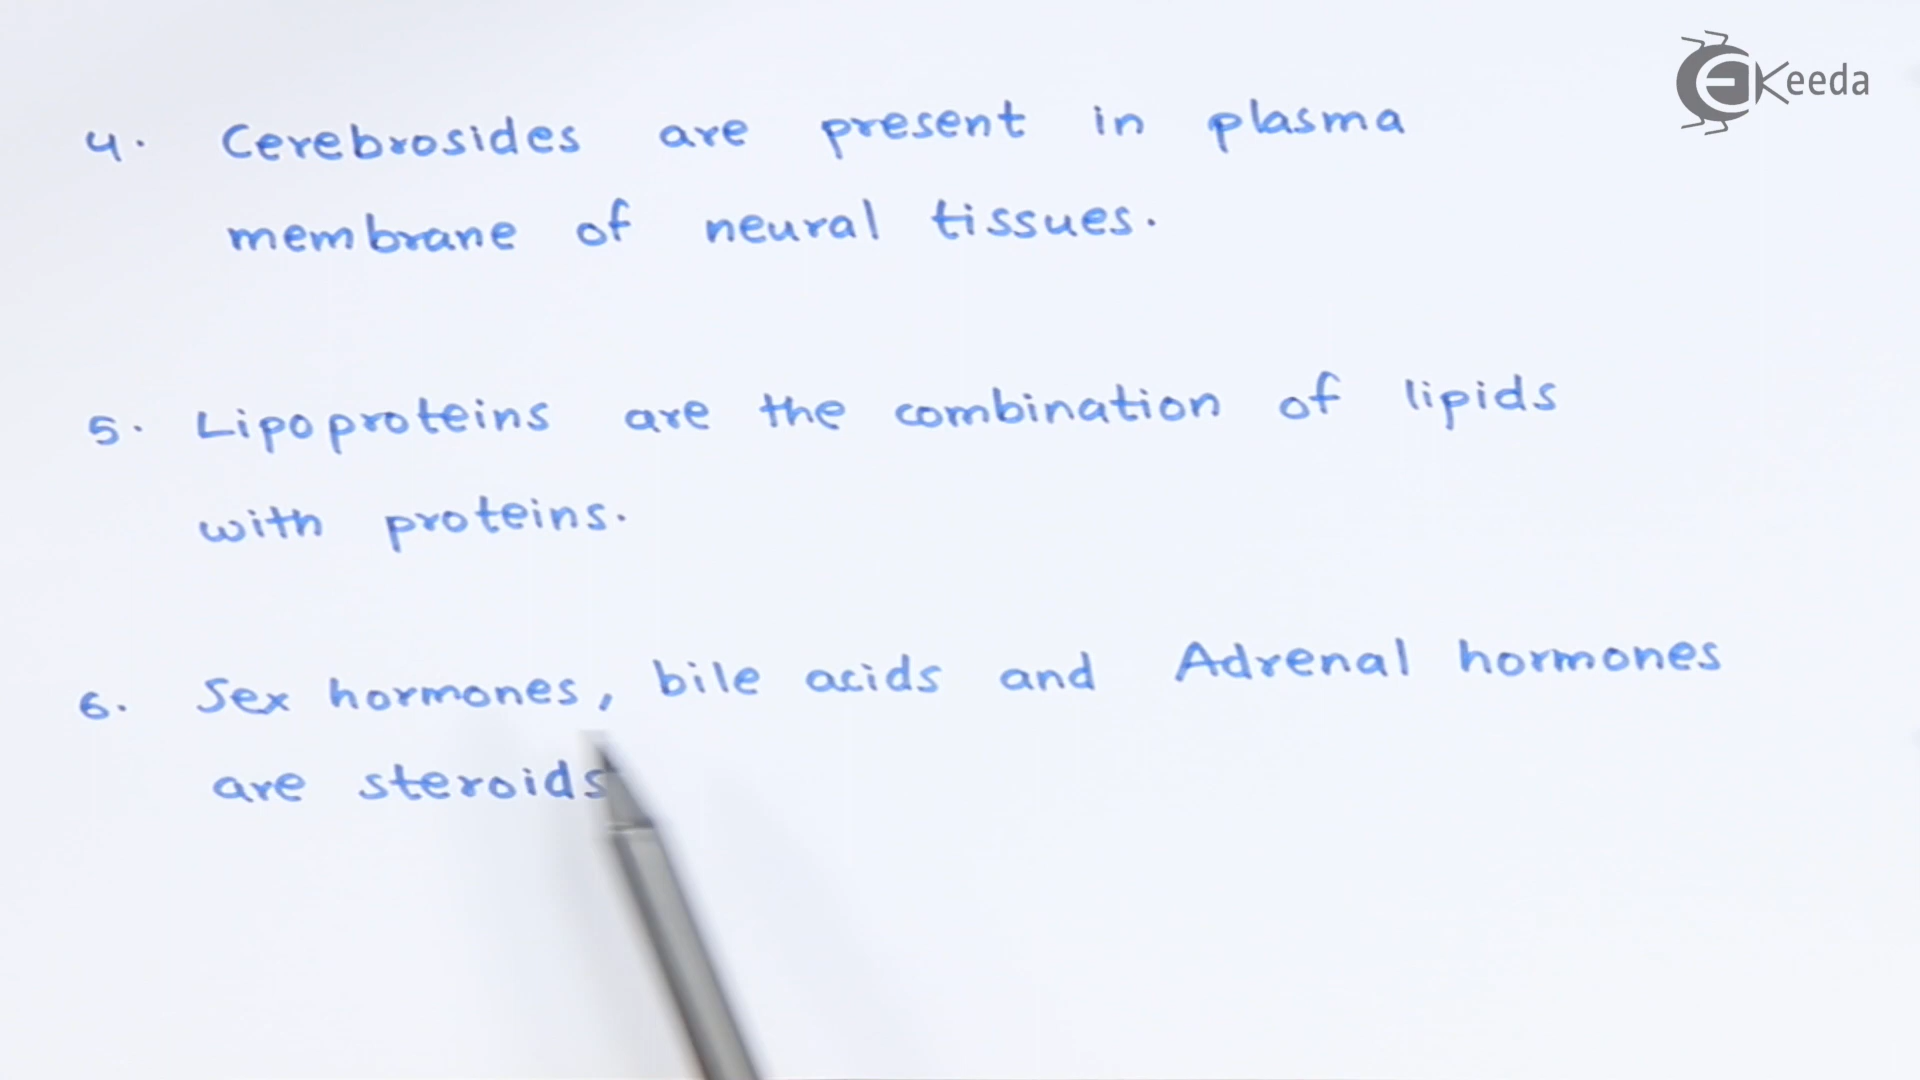 Keeda
4. Cerebrosides are present in plasma
membrane of neural tissues.
5. Lipoproteins are the combination of lipids
with proteins.
6. Sex hormones, bile acids and Adrenal hormones
are steroids